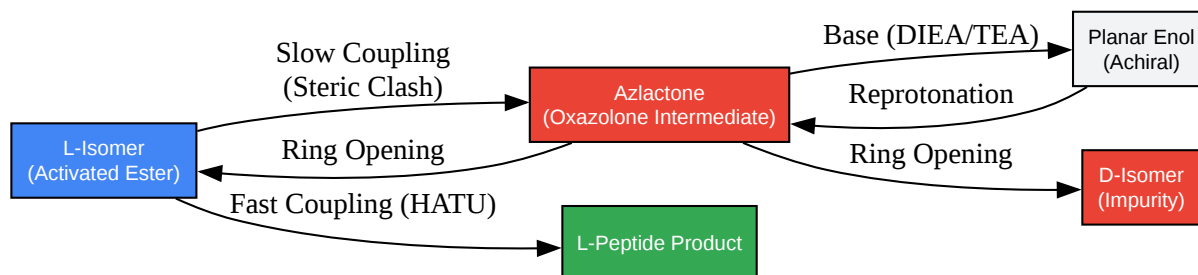 Slow Coupling
(Steric Clash)
Base (DIEA/TEA)
Planar Enol
(Achiral)
Azlactone
(Oxazolone Intermediate)
Reprotonation
L-Isomer
(Activated Ester)
Ring Opening
Ring Opening
D-Isomer
(Impurity)
Fast Coupling (HATU)
L-Peptide Product